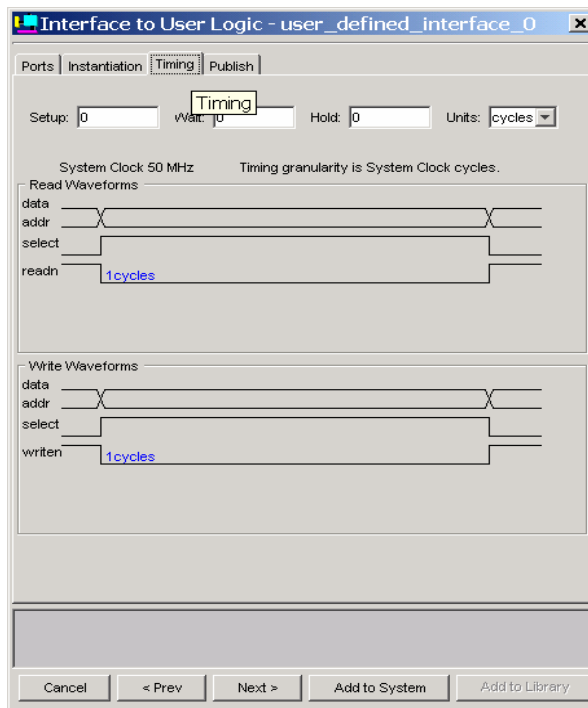 Interface to User Logic - user_defined_interface_0
Ports Instantiation Timing Publish
Timing
Setup: 0 Wait: 0 Hold: 0 Units: cycles
System Clock 50 MHz Timing granularity is System Clock cycles.
Read Waveforms
data
addr
select
readn 1cycles
Write Waveforms
data
addr
select
writen 1cycles
Cancel < Prev Next > Add to System Add to Library